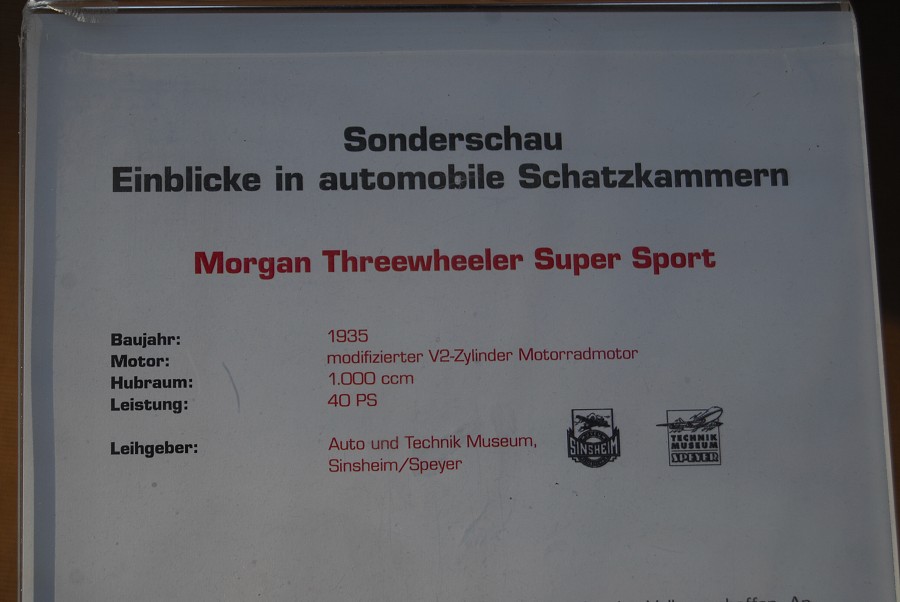 Sonderschau
Einblicke in automobile Schatzkammern
Morgan Threewheeler Super Sport
Baujahr: 1935
Motor: modifizierter V2-Zylinder Motorradmotor
Hubraum: 1.000 ccm
Leistung: 40 PS
Leihgeber: Auto und Technik Museum,
Sinsheim/Speyer
SINSHEIM
TECHNIK
MUSEUM
SPEYER